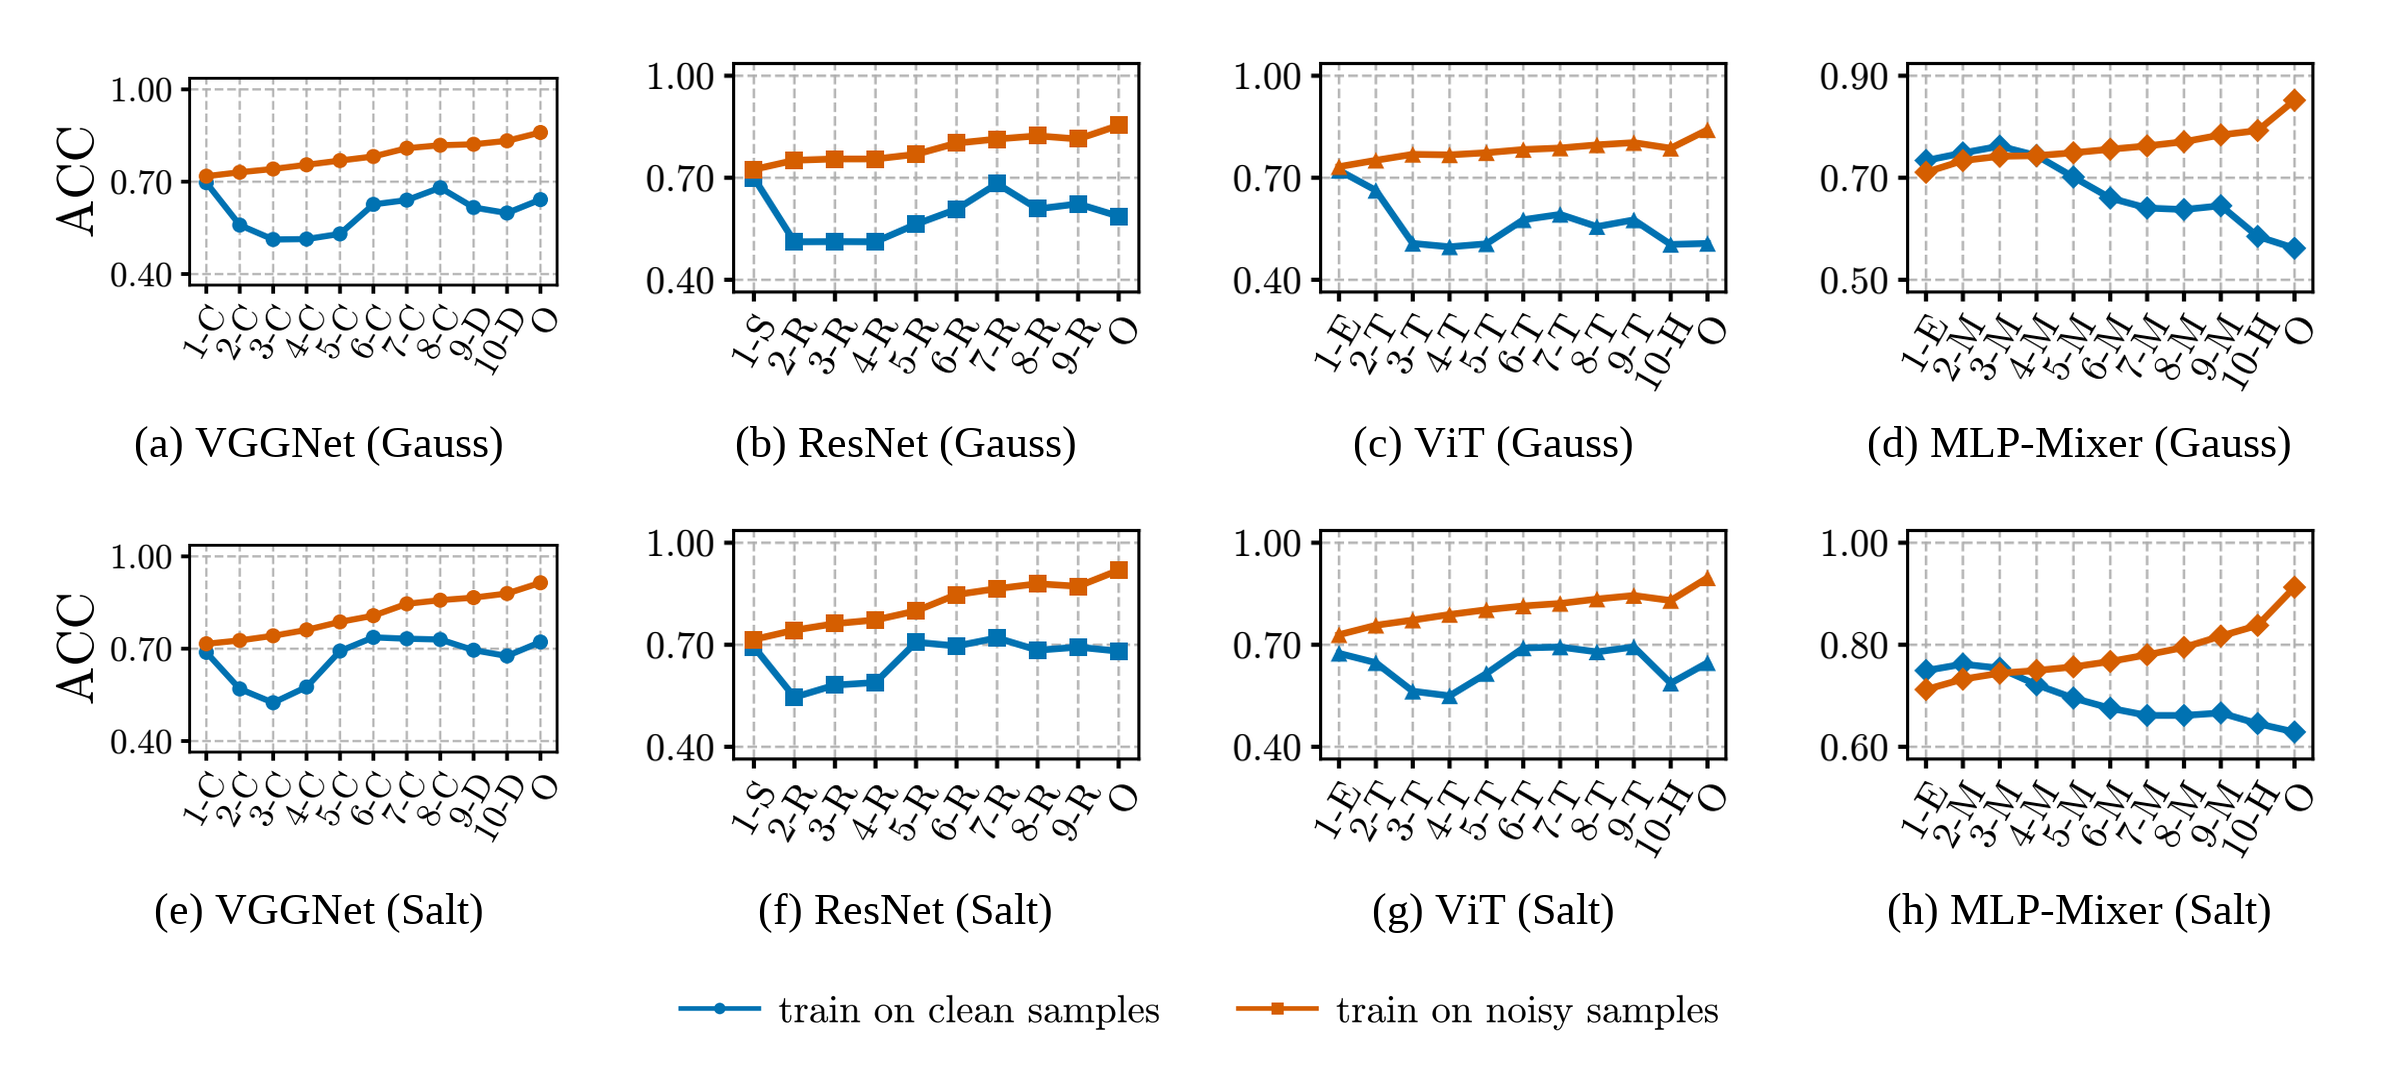 ACC
1.00
0.70
0.40
1-C
2-C
3-C
4-C
5-C
6-C
7-C
8-C
9-D
10-D
O
(a) VGGNet (Gauss)
1.00
0.70
0.40
1-S
2-R
3-R
4-R
5-R
6-R
7-R
8-R
9-R
O
(b) ResNet (Gauss)
1.00
0.70
0.40
1-E
2-T
3-T
4-T
5-T
6-T
7-T
8-T
9-T
10-H
O
(c) ViT (Gauss)
0.90
0.70
0.50
1-E
2-M
3-M
4-M
5-M
6-M
7-M
8-M
9-M
10-H
O
(d) MLP-Mixer (Gauss)
ACC
1.00
0.70
0.40
1-C
2-C
3-C
4-C
5-C
6-C
7-C
8-C
9-D
10-D
O
(e) VGGNet (Salt)
1.00
0.70
0.40
1-S
2-R
3-R
4-R
5-R
6-R
7-R
8-R
9-R
O
(f) ResNet (Salt)
1.00
0.70
0.40
1-E
2-T
3-T
4-T
5-T
6-T
7-T
8-T
9-T
10-H
O
(g) ViT (Salt)
1.00
0.80
0.60
1-E
2-M
3-M
4-M
5-M
6-M
7-M
8-M
9-M
10-H
O
(h) MLP-Mixer (Salt)
train on clean samples
train on noisy samples